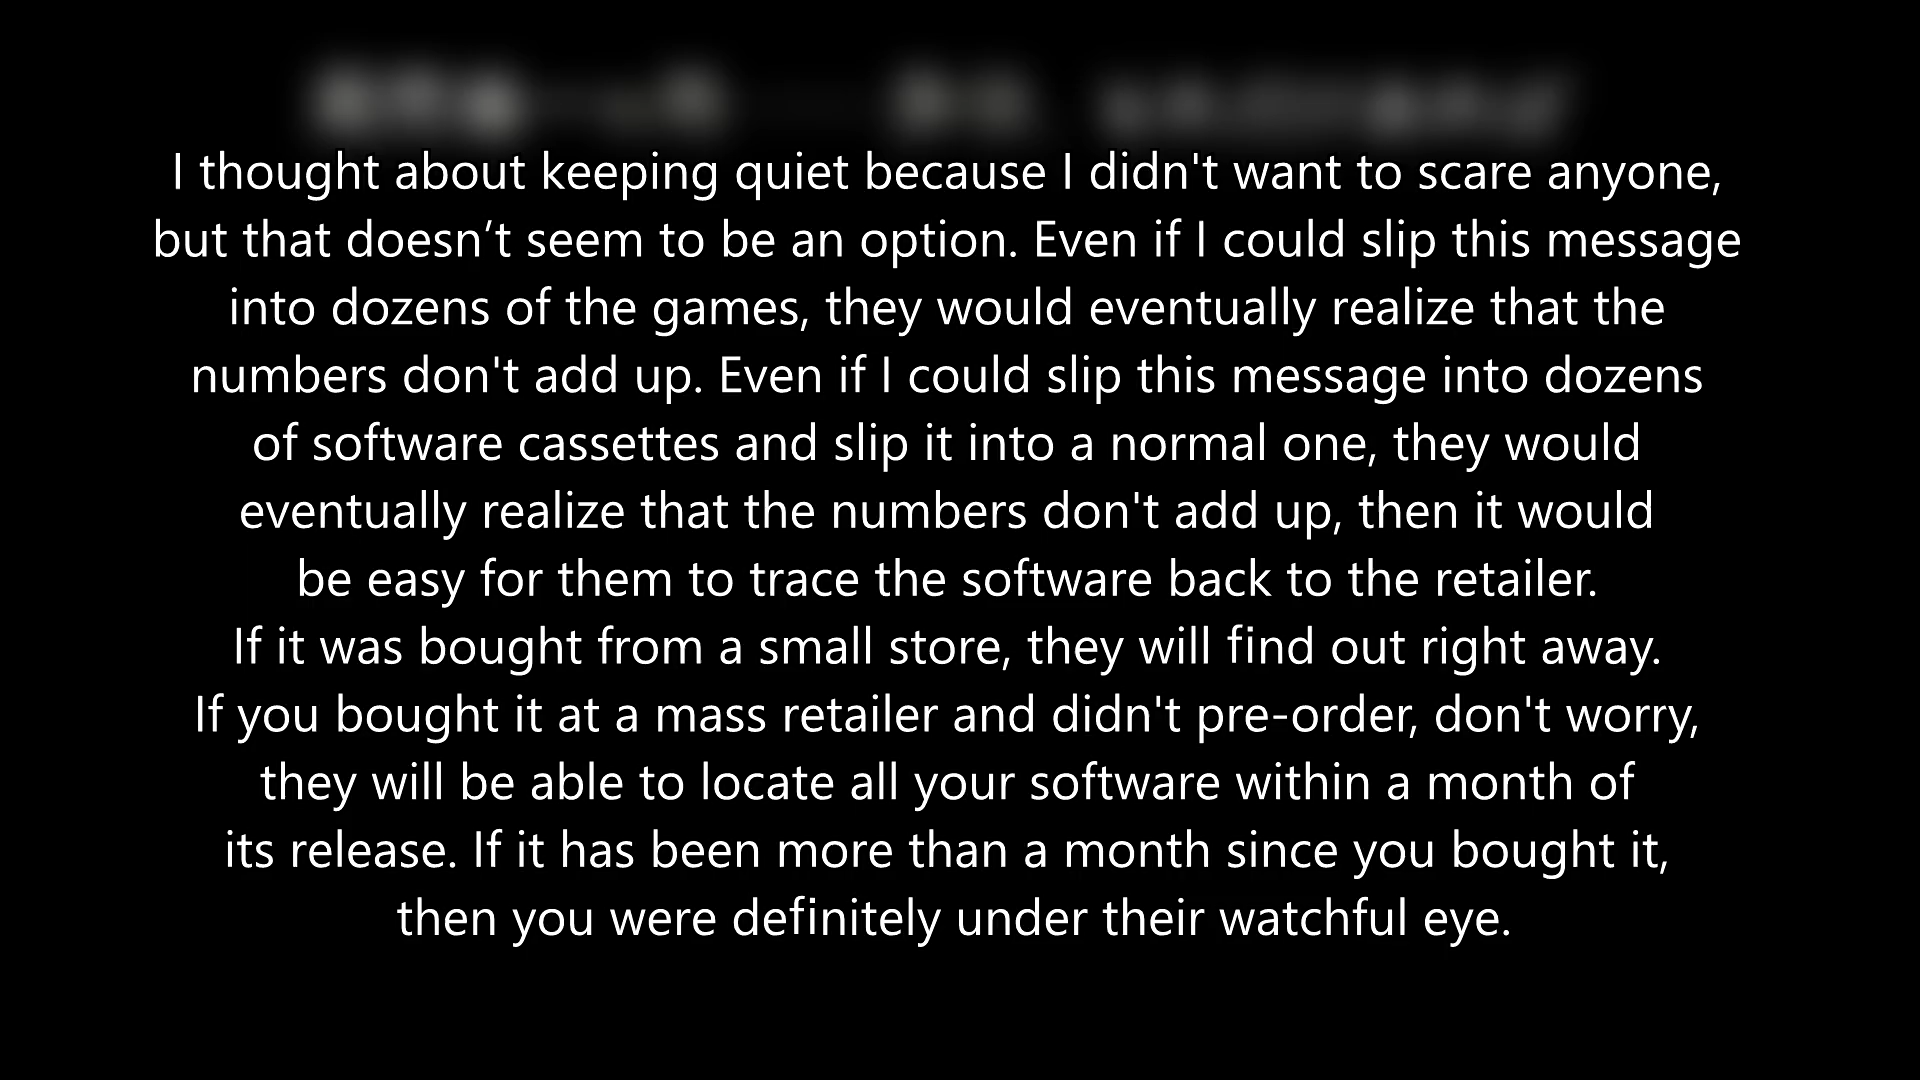 I thought about keeping quiet because I didn't want to scare anyone,
but that doesn’t seem to be an option. Even if I could slip this message
into dozens of the games, they would eventually realize that the
numbers don't add up. Even if I could slip this message into dozens
of software cassettes and slip it into a normal one, they would
eventually realize that the numbers don't add up, then it would
be easy for them to trace the software back to the retailer.
If it was bought from a small store, they will find out right away.
If you bought it at a mass retailer and didn't pre-order, don't worry,
they will be able to locate all your software within a month of
its release. If it has been more than a month since you bought it,
then you were definitely under their watchful eye.